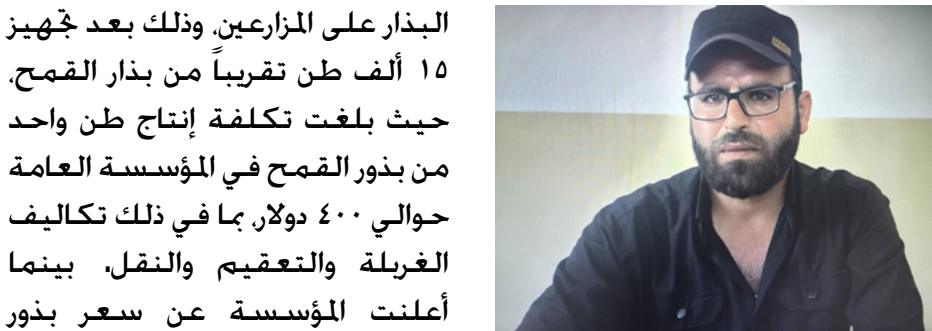 البذار على المزارعين، وذلك بعد تجهيز
١٥ ألف طن تقريباً من بذار القمح،
حيث بلغت تكلفة إنتاج طن واحد
من بذور القمح في المؤسسة العامة
حوالي ٤٠٠ دولار، بما في ذلك تكاليف
الغربلة والتعقيم والنقل. بينما
أعلنت المؤسسة عن سعر بذور